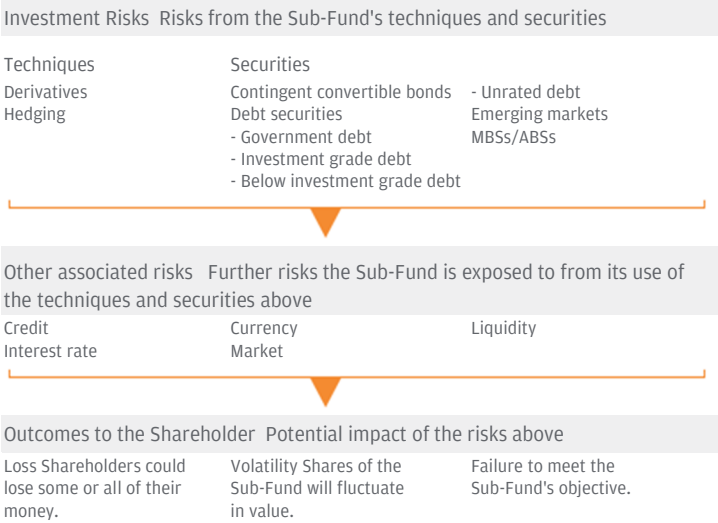 Investment Risks Risks from the Sub-Fund's techniques and securities
Techniques
Derivatives
Hedging
Securities
Contingent convertible bonds
Debt securities
- Government debt
- Investment grade debt
- Below investment grade debt
- Unrated debt
Emerging markets
MBSs/ABSs
Other associated risks Further risks the Sub-Fund is exposed to from its use of
the techniques and securities above
Credit
Interest rate
Currency
Market
Liquidity
Outcomes to the Shareholder Potential impact of the risks above
Loss Shareholders could
lose some or all of their
money.
Volatility Shares of the
Sub-Fund will fluctuate
in value.
Failure to meet the
Sub-Fund's objective.